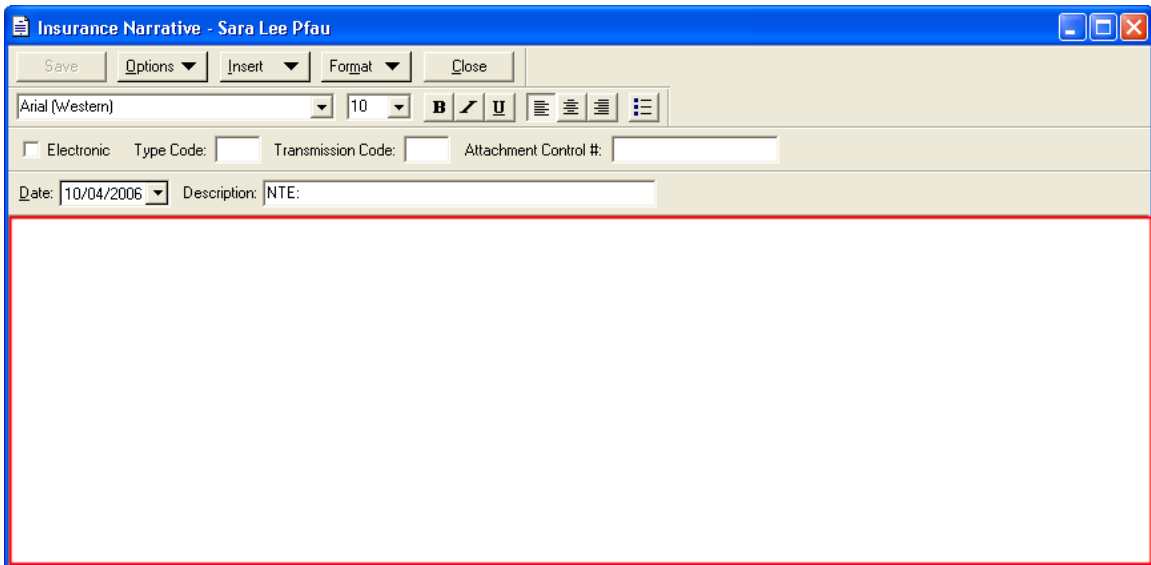 Insurance Narrative - Sara Lee Pfau
Save Options Insert Format Close
Arial (Western) 10 B I U
Electronic Type Code: Transmission Code: Attachment Control #:
Date: 10/04/2006 Description: NTE: